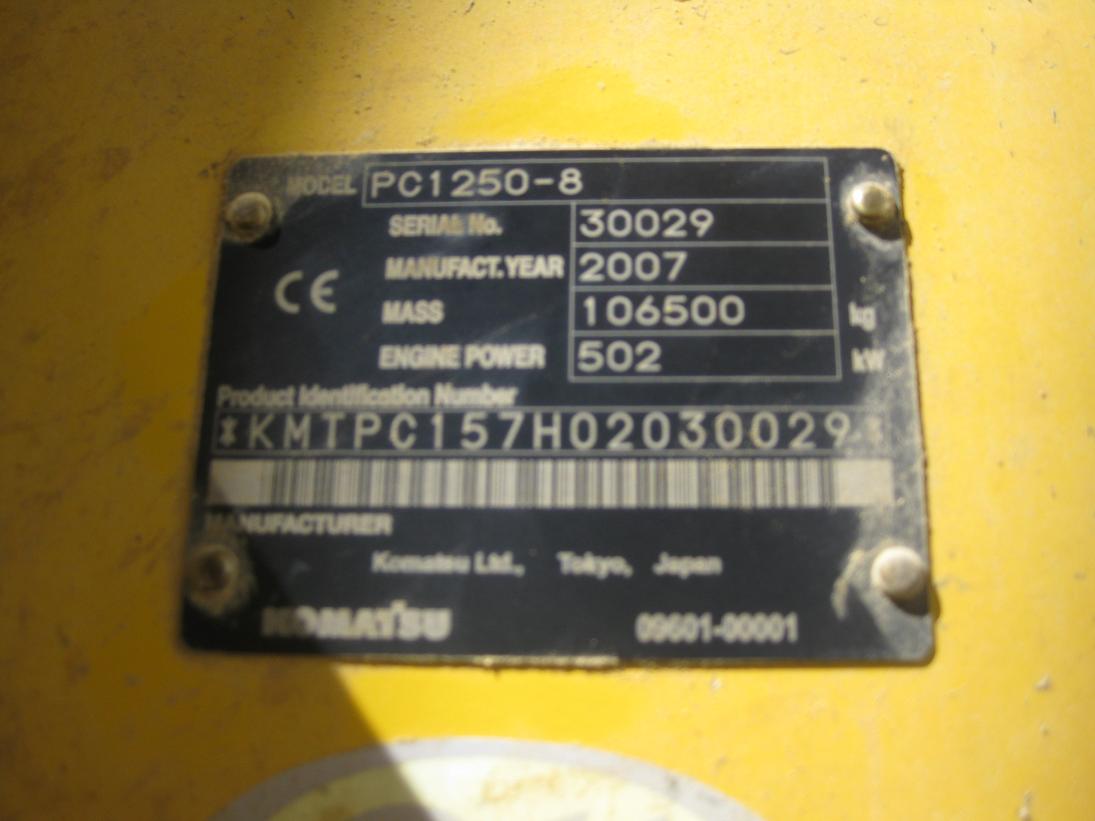 MODEL PC1250-8
SERIAL No. 30029
MANUFACT. YEAR 2007
CE
MASS 106500 kg
ENGINE POWER 502 kW
Product Identification Number
*KMTPC157H02030029*
MANUFACTURER
Komatsu Ltd., Tokyo, Japan
KOMATSU 09601-00001